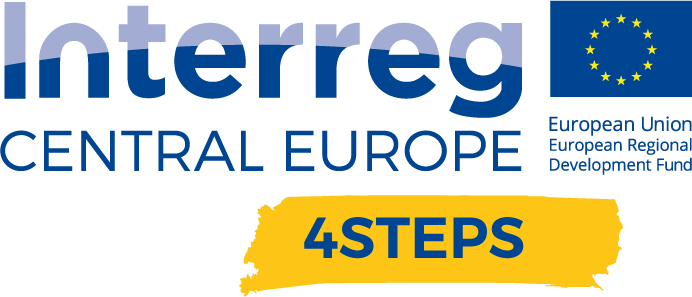 Interreg
CENTRAL EUROPE
European Union
European Regional
Development Fund
4STEPS